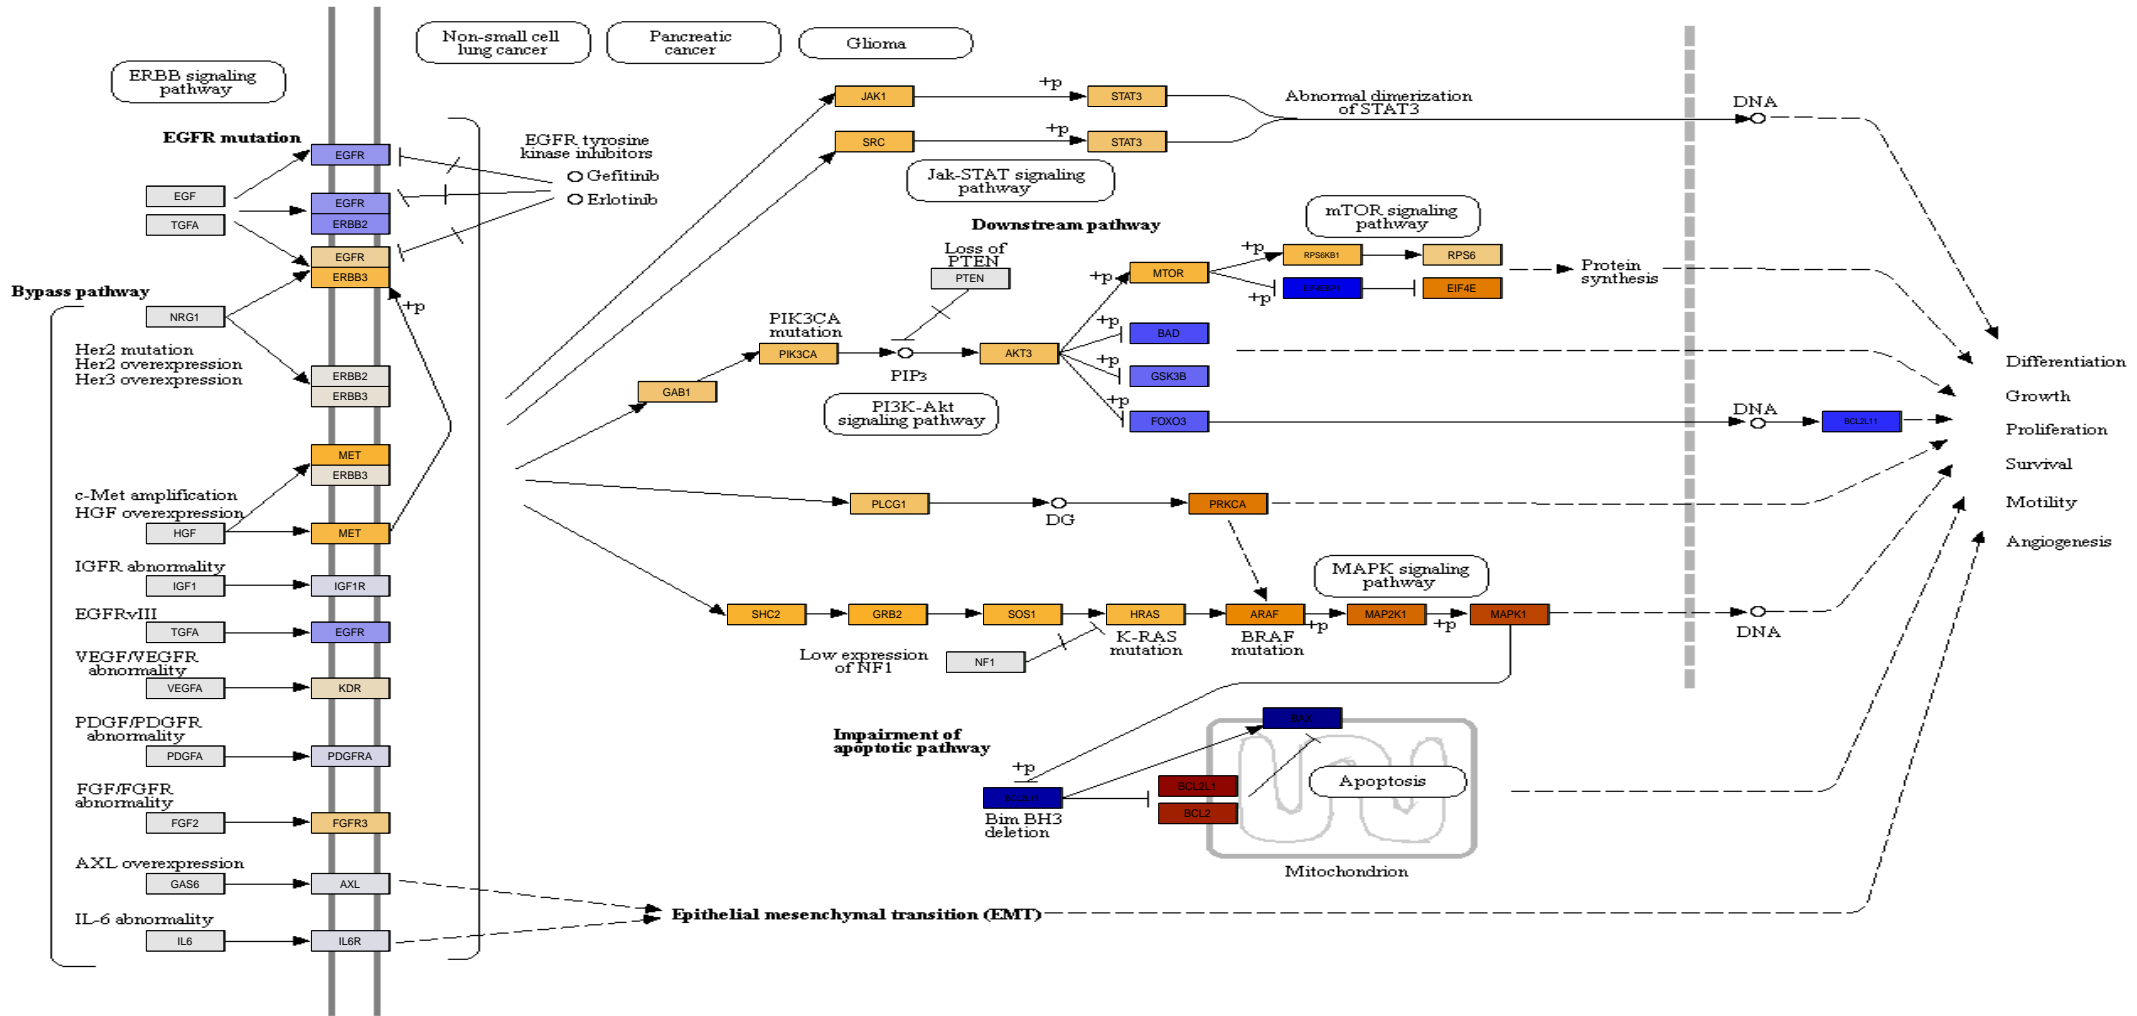 Non-small cell
lung cancer
Pancreatic
cancer
Glioma
ERBB signaling
pathway
EGFR mutation
EGFR
EGF
TGFA
EGFR
ERBB2
EGFR
ERBB3
EGFR tyrosine
kinase inhibitors
Gefitinib
Erlotinib
Bypass pathway
NRG1
+p
Her2 mutation
Her2 overexpression
Her3 overexpression
ERBB2
ERBB3
MET
ERBB3
c-Met amplification
HGF overexpression
HGF
MET
IGFR abnormality
IGF1
IGF1R
EGFRvIII
TGFA
EGFR
VEGF/VEGFR
abnormality
VEGFA
KDR
PDGF/PDGFR
abnormality
PDGFA
PDGFRA
FGF/FGFR
abnormality
FGF2
FGFR3
AXL overexpression
GAS6
AXL
IL-6 abnormality
IL6
IL6R
Epithelial mesenchymal transition (EMT)
JAK1
+p
STAT3
SRC
+p
STAT3
Abnormal dimerization
of STAT3
DNA
Jak-STAT signaling
pathway
Downstream pathway
mTOR signaling
pathway
Loss of
PTEN
PTEN
+p
MTOR
+p
RPS6KB1
RPS6
+p
EIF4E
Protein
synthesis
PIK3CA
mutation
PIK3CA
GAB1
PIP3
AKT3
+p
BAD
+p
GSK3B
+p
FOXO3
PI3K-Akt
signaling pathway
DNA
BCL2L11
PLCG1
DG
PRKCA
MAPK signaling
pathway
SHC2
GRB2
SOS1
HRAS
ARAF
+p
MAP2K1
+p
MAPK1
DNA
K-RAS
mutation
BRAF
mutation
Low expression
of NF1
NF1
Impairment of
apoptotic pathway
BAX
+p
BCL2L11
Bim BH3
deletion
BCL2L1
BCL2
Apoptosis
Mitochondrion
Differentiation
Growth
Proliferation
Survival
Motility
Angiogenesis